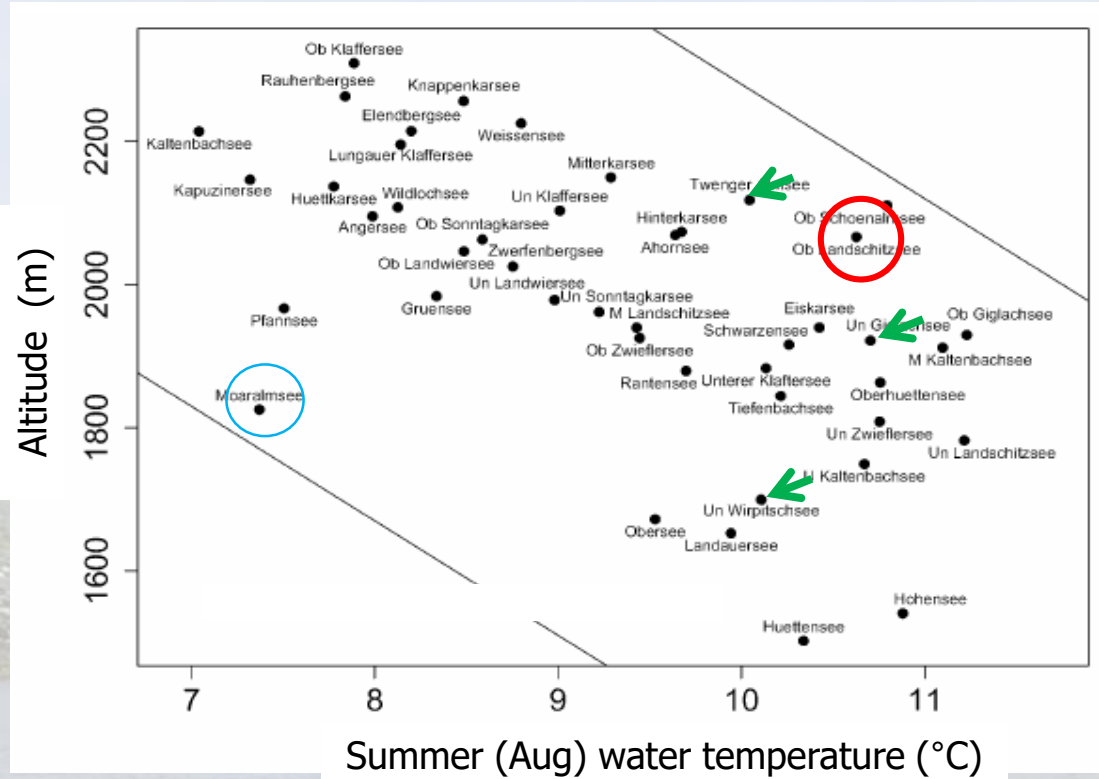 Ob Klaffersee
Rauhenbergsee
Knappenkarsee
Elendbergsee
Weissensee
Kaltenbachsee
Lungauer Klaffersee
Mitterkarsee
Kapuzinersee
Huettkarsee
Wildlochsee
Un Klaffersee
Twenger
Angersee
Ob Sonntagkarsee
Hinterkarsee
Ob Schoenalmsee
Ahornsee
Ob Landschitzsee
Zwerfenbergsee
Ob Landwiersee
Un Landwiersee
Un Sonntagkarsee
Gruensee
Eiskarsee
Pfannsee
M Landschitzsee
Schwarzensee
Un
Ob Giglachsee
Ob Zwieflersee
M Kaltenbachsee
Rantensee
Unterer Klaftersee
Oberhuettensee
Moaralmsee
Tiefenbachsee
Un Zwieflersee
Un Landschitzsee
Kaltenbachsee
Un Wirpitschsee
Obersee
Landauersee
Hohensee
Huettensee
Altitude (m)
2200
2000
1800
1600
7 8 9 10 11
Summer (Aug) water temperature (°C)